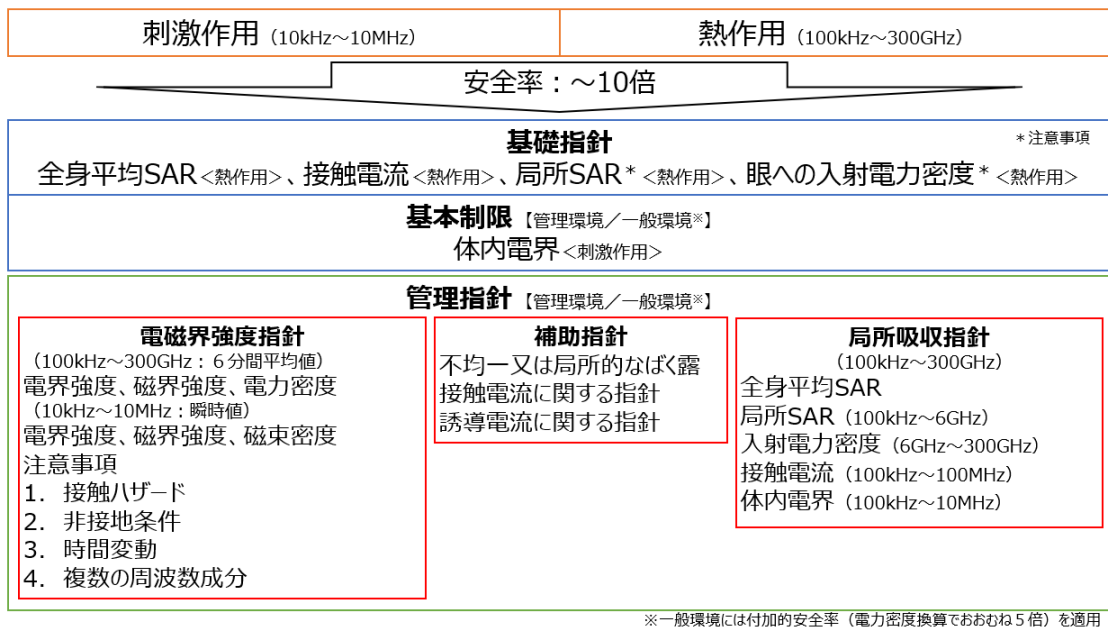 刺激作用（10kHz～10MHz）
熱作用（100kHz～300GHz）
安全率：～10倍
基礎指針
＊注意事項
全身平均SAR<熱作用>、接触電流<熱作用>、局所SAR＊<熱作用>、眼への入射電力密度＊<熱作用>
基本制限【管理環境／一般環境※】
体内電界<刺激作用>
管理指針【管理環境／一般環境※】
電磁界強度指針
（100kHz～300GHz：６分間平均値）
電界強度、磁界強度、電力密度
（10kHz～10MHz：瞬時値）
電界強度、磁界強度、磁束密度
注意事項
1. 接触ハザード
2. 非接地条件
3. 時間変動
4. 複数の周波数成分
補助指針
不均一又は局所的なばく露
接触電流に関する指針
誘導電流に関する指針
局所吸収指針
（100kHz～300GHz）
全身平均SAR
局所SAR（100kHz～6GHz）
入射電力密度（6GHz～300GHz）
接触電流（100kHz～100MHz）
体内電界（100kHz～10MHz）
※一般環境には付加的安全率（電力密度換算でおおむね５倍）を適用